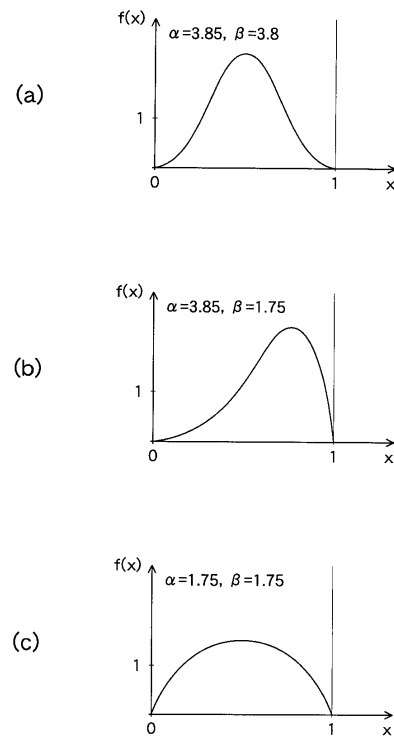 (a)
f(x)
α=3.85, β=3.8
1
0
1
x
(b)
f(x)
α=3.85, β=1.75
1
0
1
x
(c)
f(x)
α=1.75, β=1.75
1
0
1
x